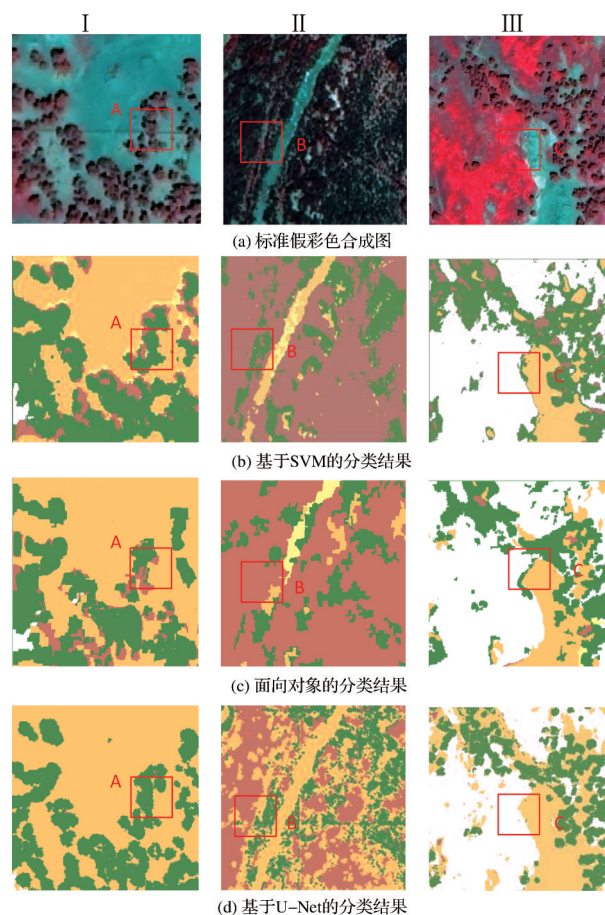 I II III
A B C
(a) 标准假彩色合成图
A B C
(b) 基于SVM的分类结果
A B C
(c) 面向对象的分类结果
A B C
(d) 基于U-Net的分类结果